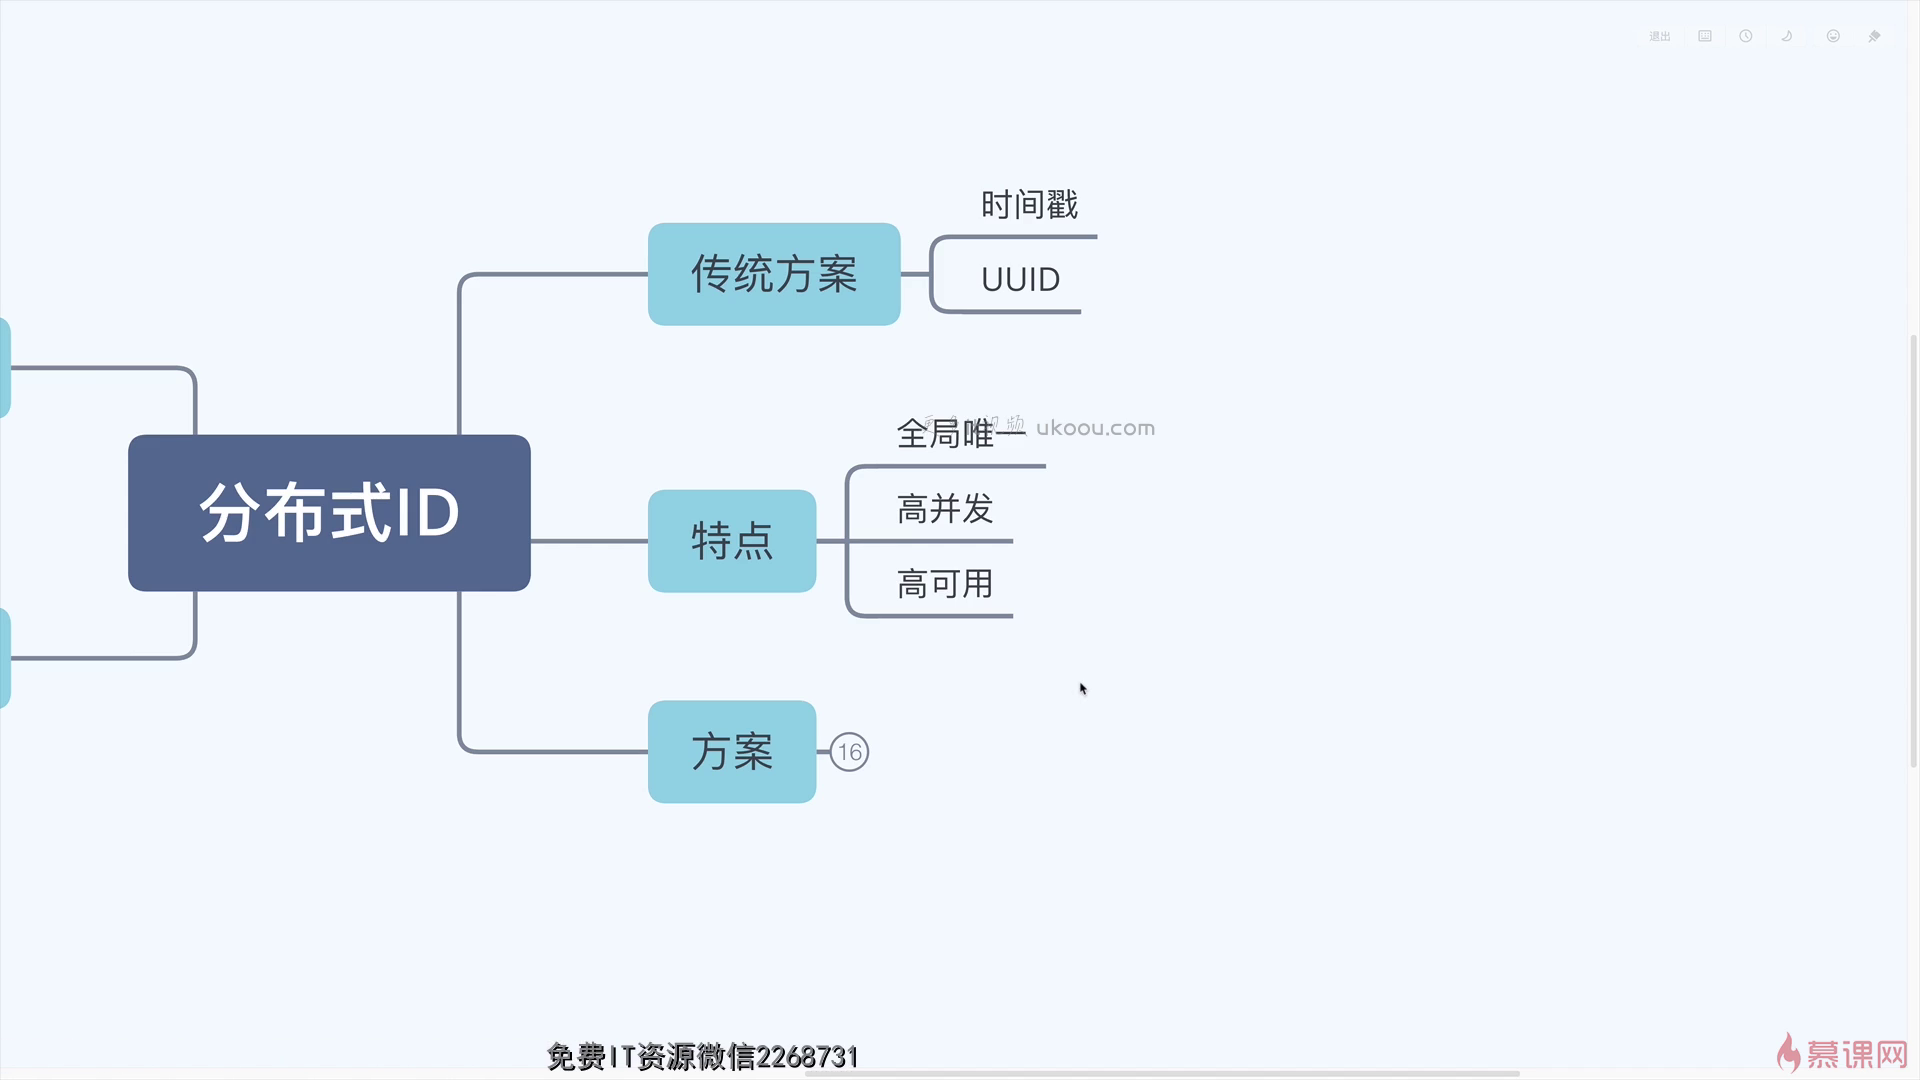 退出
时间戳
传统方案
UUID
ukoou.com
全局唯一
分布式ID
高并发
特点
高可用
方案
16
免费IT资源微信2268731
慕课网